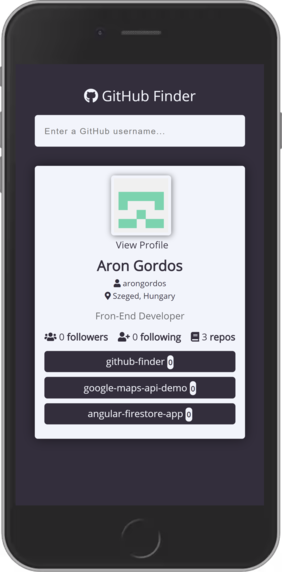 GitHub Finder
Enter a GitHub username...
View Profile
Aron Gordos
arongordos
Szeged, Hungary
Fron-End Developer
0 followers 0 following 3 repos
github-finder 0
google-maps-api-demo 0
angular-firestore-app 0